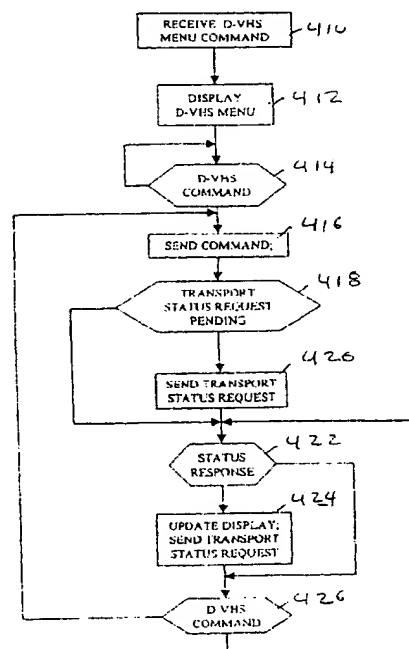 RECEIVE D-VHS
MENU COMMAND
410
DISPLAY
D-VHS MENU
412
D-VHS
COMMAND
414
SEND COMMAND;
416
TRANSPORT
STATUS REQUEST
PENDING
418
SEND TRANSPORT
STATUS REQUEST
420
STATUS
RESPONSE
422
UPDATE DISPLAY;
SEND TRANSPORT
STATUS REQUEST
424
D-VHS
COMMAND
426